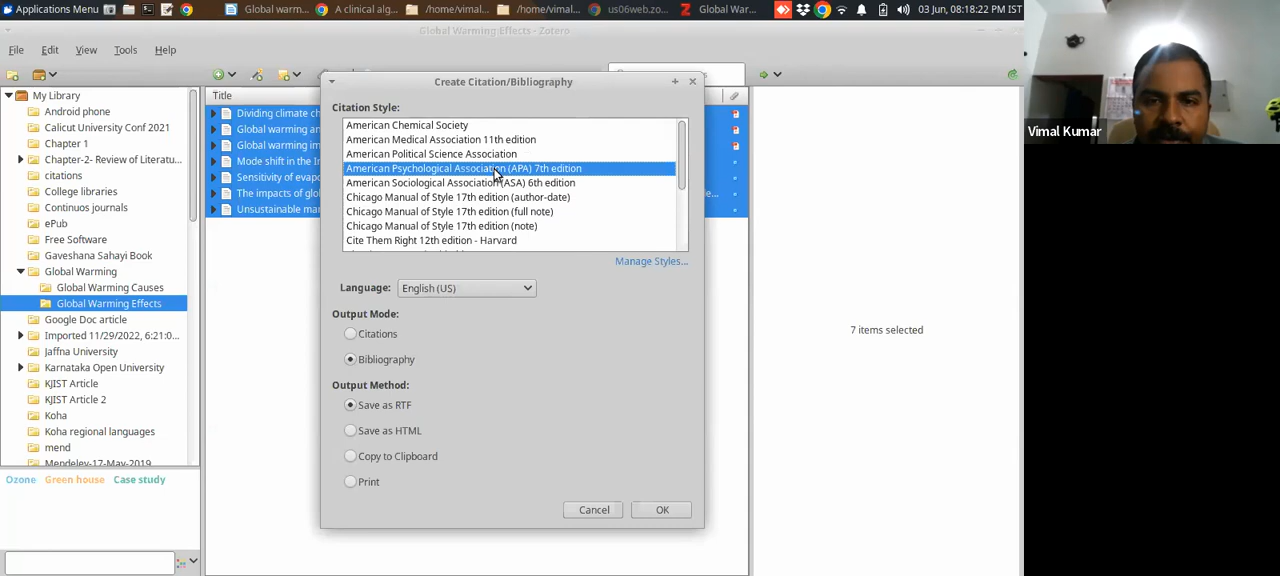 Applications Menu
Global warm...
A clinical alg...
/home/vimal...
/home/vimal...
us06web.zo...
Global War...
03 Jun, 08:18:22 PM IST
Global Warming Effects - Zotero
File Edit View Tools Help
My Library
Android phone
Calicut University Conf 2021
Chapter 1
Chapter-2- Review of Literatu...
citations
College libraries
Continuos journals
ePub
Free Software
Gaveshana Sahayi Book
Global Warming
Global Warming Causes
Global Warming Effects
Google Doc article
Imported 11/29/2022, 6:21:0...
Jaffna University
Karnataka Open University
KJIST Article
KJIST Article 2
Koha
Koha regional languages
mend
Mendeley-17-May-2019
Ozone Green house Case study
Title
Dividing climate ch
Global warming an
Global warming im
Mode shift in the In
Sensitivity of evapo
The impacts of glo
Unsustainable mar
Create Citation/Bibliography
Citation Style:
American Chemical Society
American Medical Association 11th edition
American Political Science Association
American Psychological Association (APA) 7th edition
American Sociological Association (ASA) 6th edition
Chicago Manual of Style 17th edition (author-date)
Chicago Manual of Style 17th edition (full note)
Chicago Manual of Style 17th edition (note)
Cite Them Right 12th edition - Harvard
Manage Styles...
Language: English (US)
Output Mode:
Citations
Bibliography
Output Method:
Save as RTF
Save as HTML
Copy to Clipboard
Print
Cancel OK
7 items selected
Vimal Kumar